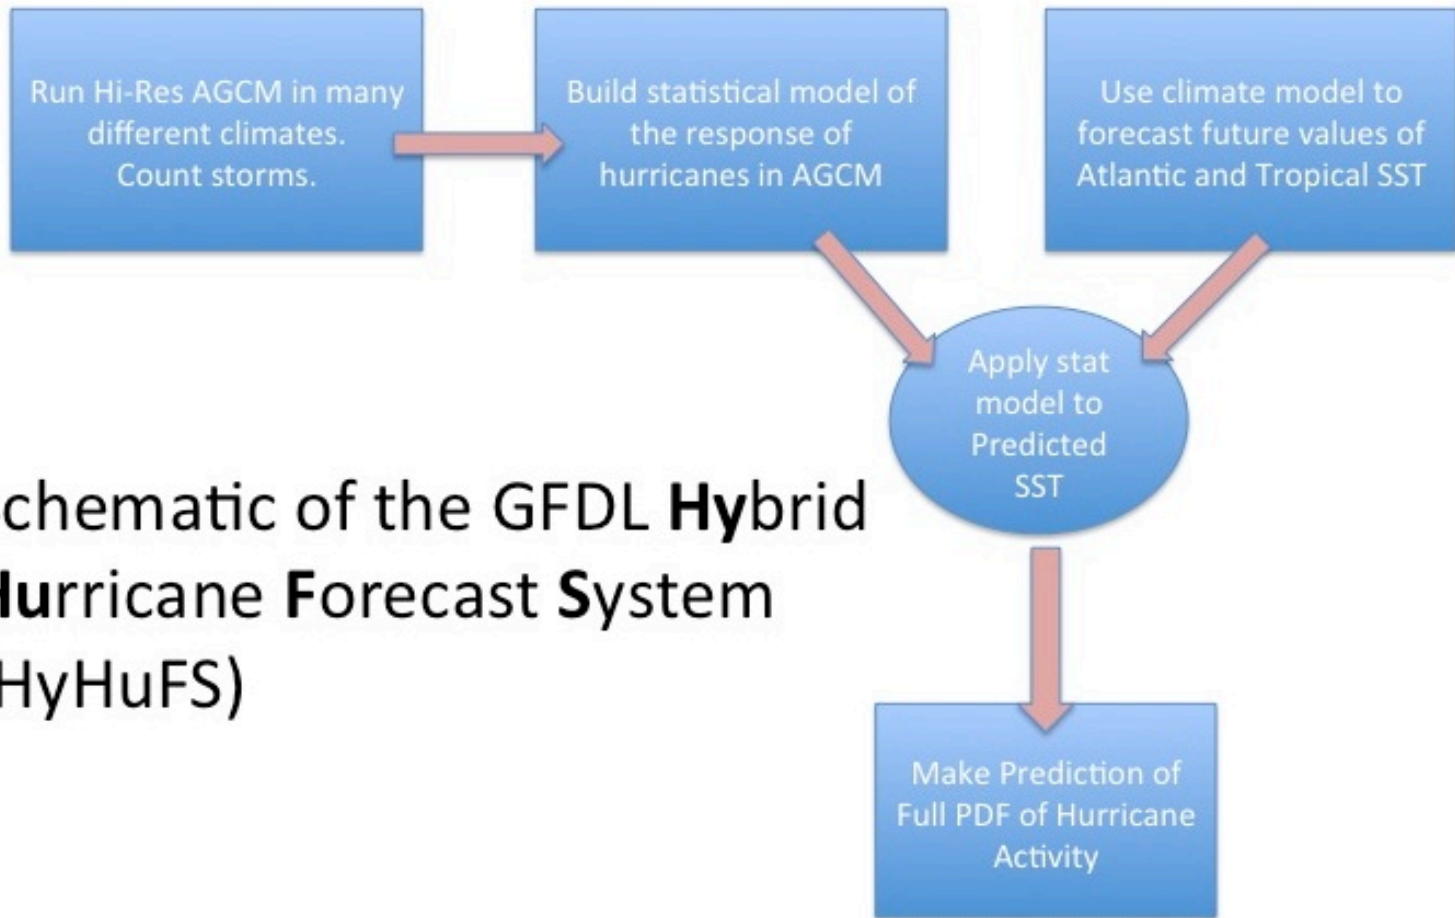 Run Hi-Res AGCM in many
different climates.
Count storms.
Build statistical model of
the response of
hurricanes in AGCM
Use climate model to
forecast future values of
Atlantic and Tropical SST
Apply stat
model to
Predicted
SST
chematic of the GFDL Hybrid
urricane Forecast System
HyHuFS)
Make Prediction of
Full PDF of Hurricane
Activity